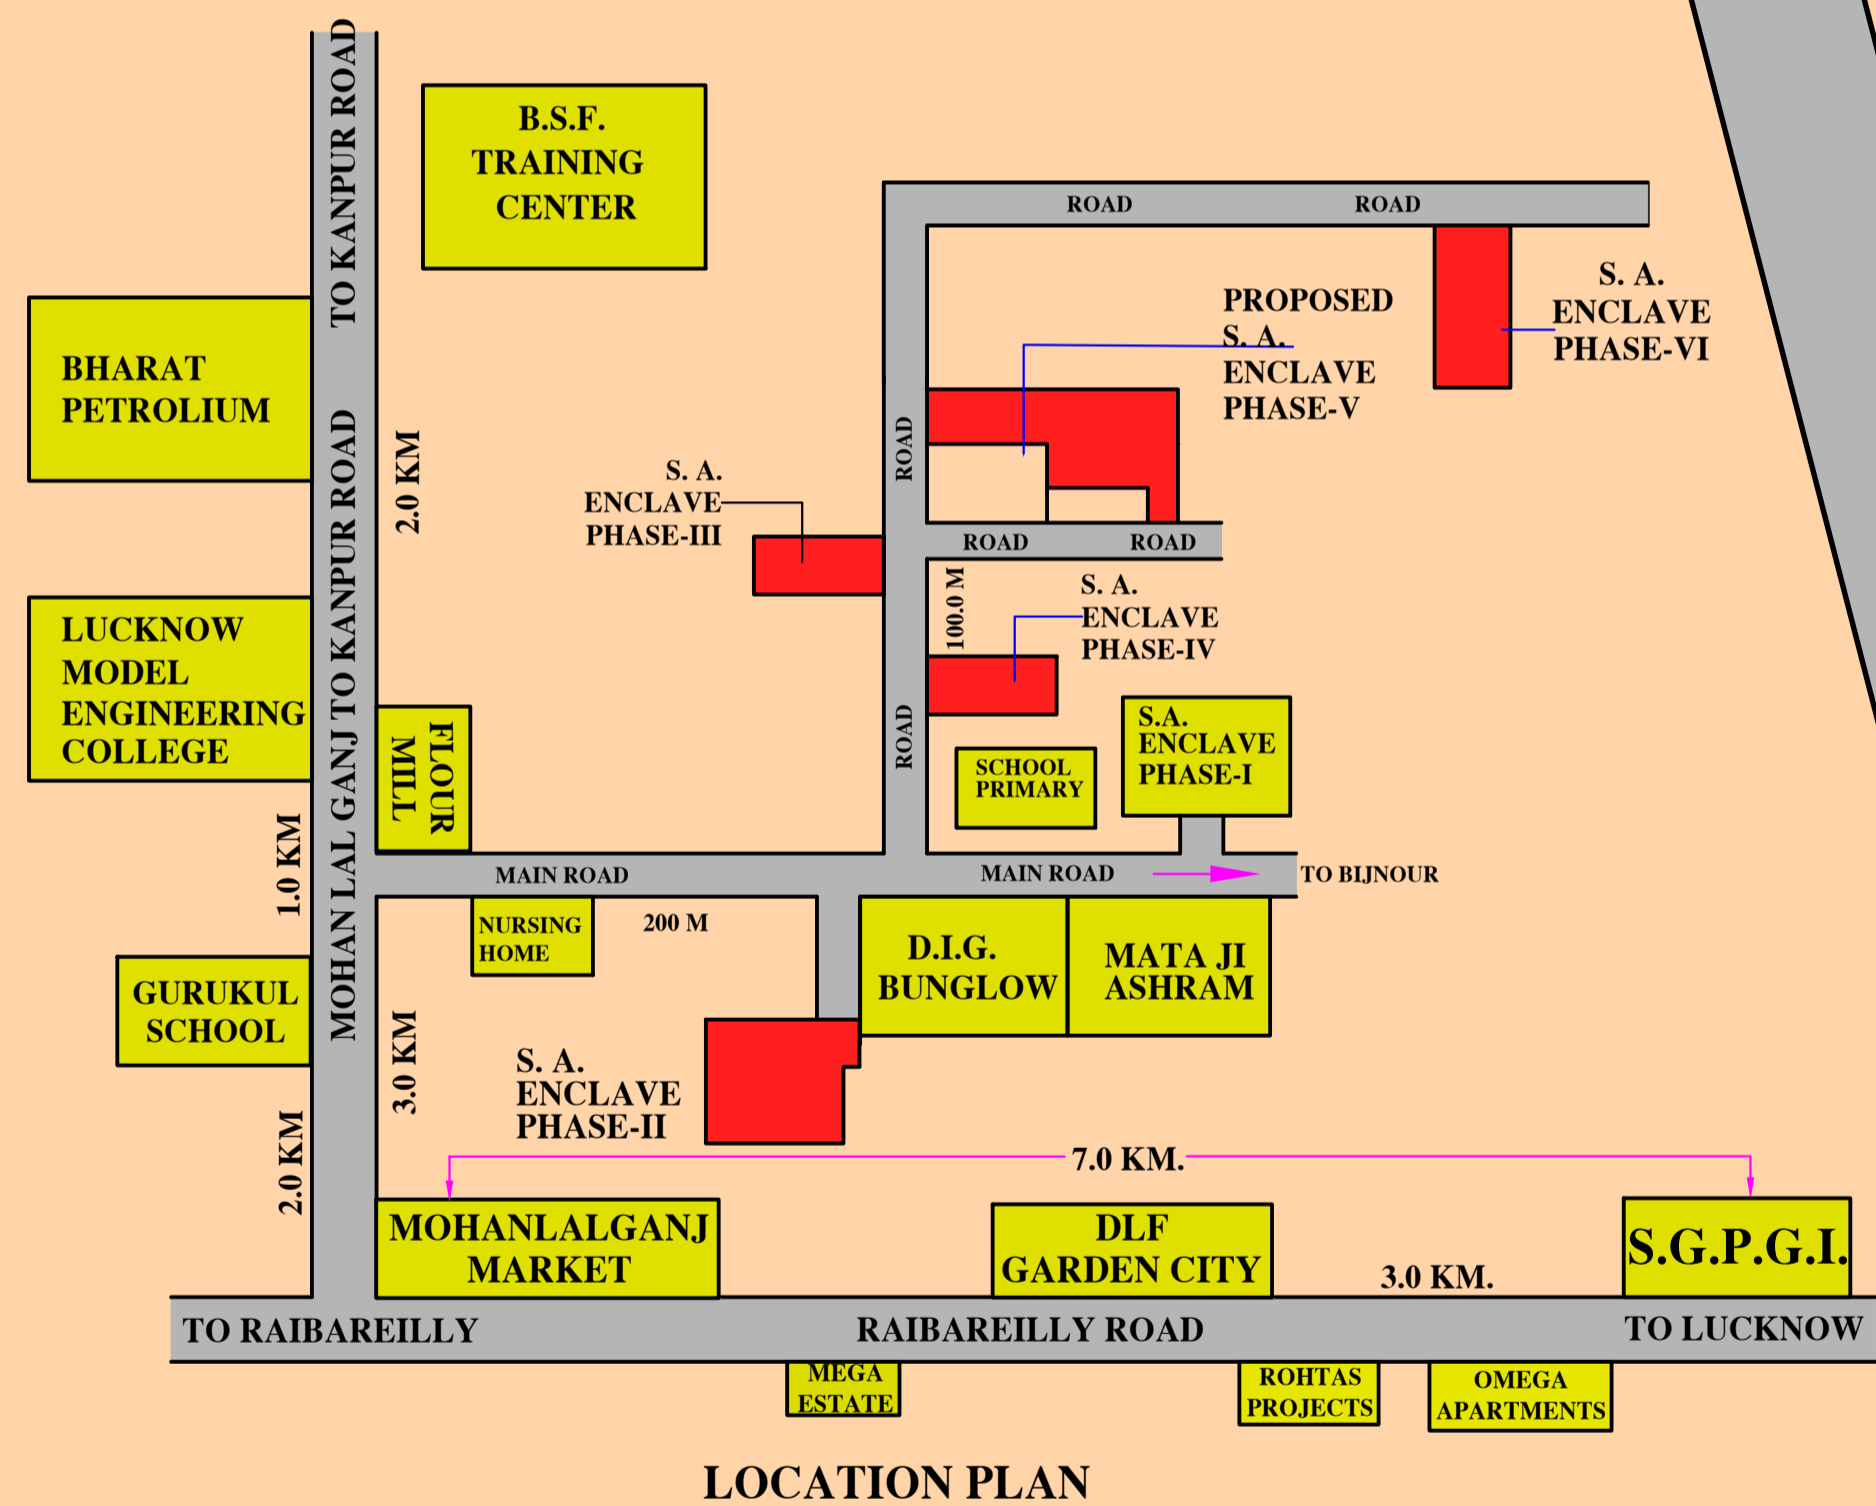 TO KANPUR ROAD
MOHAN LAL GANJ TO KANPUR ROAD
B.S.F.
TRAINING
CENTER
BHARAT
PETROLIUM
2.0 KM
LUCKNOW
MODEL
ENGINEERING
COLLEGE
FLOUR
MILL
1.0 KM
GURUKUL
SCHOOL
2.0 KM
3.0 KM
ROAD
ROAD
S. A.
ENCLAVE
PHASE-VI
PROPOSED
S. A.
ENCLAVE
PHASE-V
ROAD
S. A.
ENCLAVE
PHASE-III
ROAD
ROAD
100.0 M
S. A.
ENCLAVE
PHASE-IV
ROAD
SCHOOL
PRIMARY
S.A.
ENCLAVE
PHASE-I
MAIN ROAD
MAIN ROAD
TO BIJNOUR
NURSING
HOME
200 M
D.I.G.
BUNGLOW
MATA JI
ASHRAM
S. A.
ENCLAVE
PHASE-II
7.0 KM.
MOHANLALGANJ
MARKET
DLF
GARDEN CITY
3.0 KM.
S.G.P.G.I.
TO RAIBAREILLY
RAIBAREILLY ROAD
TO LUCKNOW
MEGA
ESTATE
ROHTAS
PROJECTS
OMEGA
APARTMENTS
LOCATION PLAN